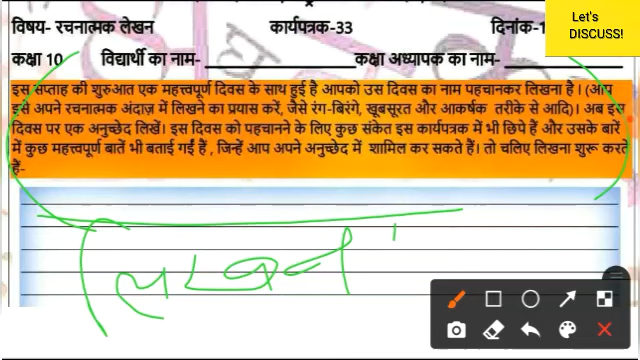 Let's
DISCUSS!
विषय- रचनात्मक लेखन कार्यपत्रक-33 दिनांक-1
कक्षा 10 विद्यार्थी का नाम- कक्षा अध्यापक का नाम-
इस सप्ताह की शुरुआत एक महत्त्वपूर्ण दिवस के साथ हुई है आपको उस दिवस का नाम पहचानकर लिखना है। (आप
इसे अपने रचनात्मक अंदाज़ में लिखने का प्रयास करें, जैसे रंग-बिरंगे, खूबसूरत और आकर्षक तरीके से आदि)। अब इस
दिवस पर एक अनुच्छेद लिखें। इस दिवस को पहचानने के लिए कुछ संकेत इस कार्यपत्रक में भी छिपे हैं और उसके बारे
में कुछ महत्त्वपूर्ण बातें भी बताई गईं हैं , जिन्हें आप अपने अनुच्छेद में शामिल कर सकते हैं। तो चलिए लिखना शुरू करते
हैं-